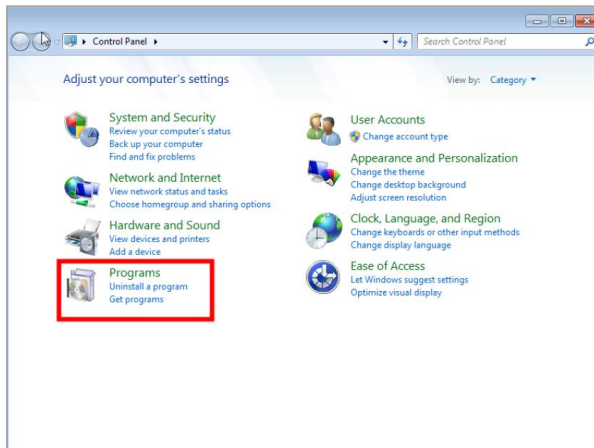 Control Panel
Search Control Panel
Adjust your computer's settings
View by: Category
System and Security
Review your computer's status
Back up your computer
Find and fix problems
Network and Internet
View network status and tasks
Choose homegroup and sharing options
Hardware and Sound
View devices and printers
Add a device
Programs
Uninstall a program
Get programs
User Accounts
Change account type
Appearance and Personalization
Change the theme
Change desktop background
Adjust screen resolution
Clock, Language, and Region
Change keyboards or other input methods
Change display language
Ease of Access
Let Windows suggest settings
Optimize visual display